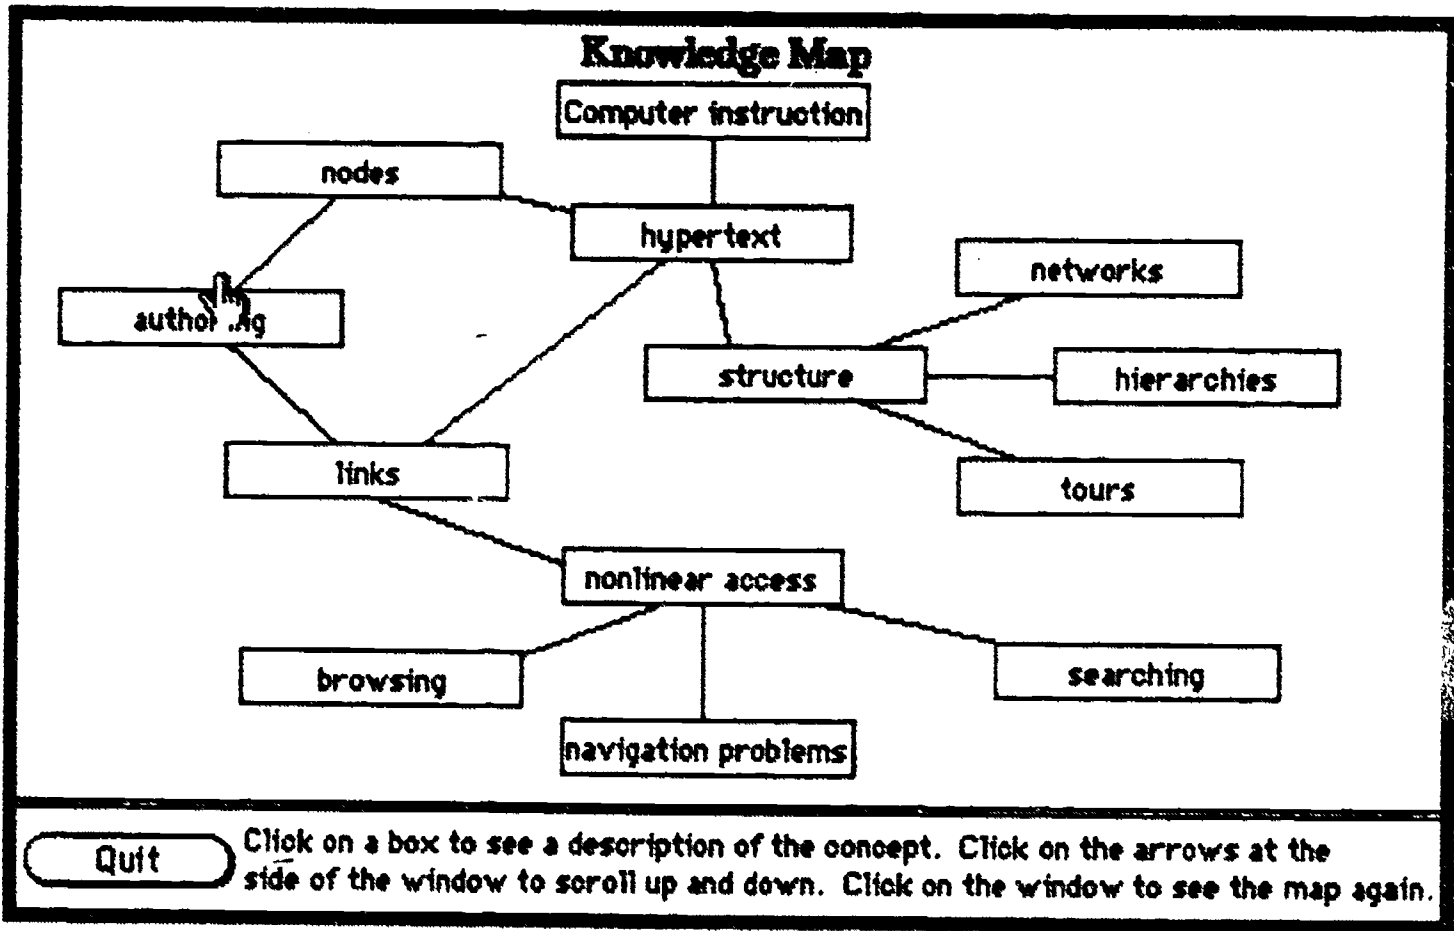 Knowledge Map
Computer instruction
nodes
hypertext
networks
authoring
structure
hierarchies
links
tours
nonlinear access
browsing
searching
navigation problems
Quit
Click on a box to see a description of the concept. Click on the arrows at the
side of the window to scroll up and down. Click on the window to see the map again.